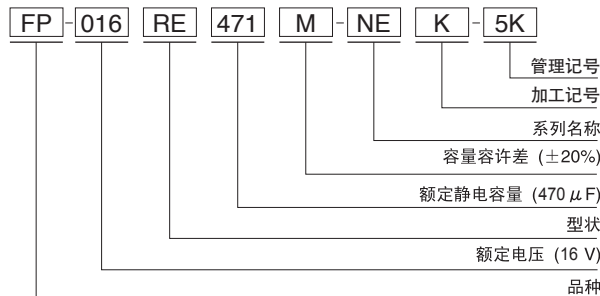 FP-016 RE 471 M-NE K-5K
管理记号
加工记号
系列名称
容量容许差 (±20%)
额定静电容量 (470 μF)
型状
额定电压 (16 V)
品种